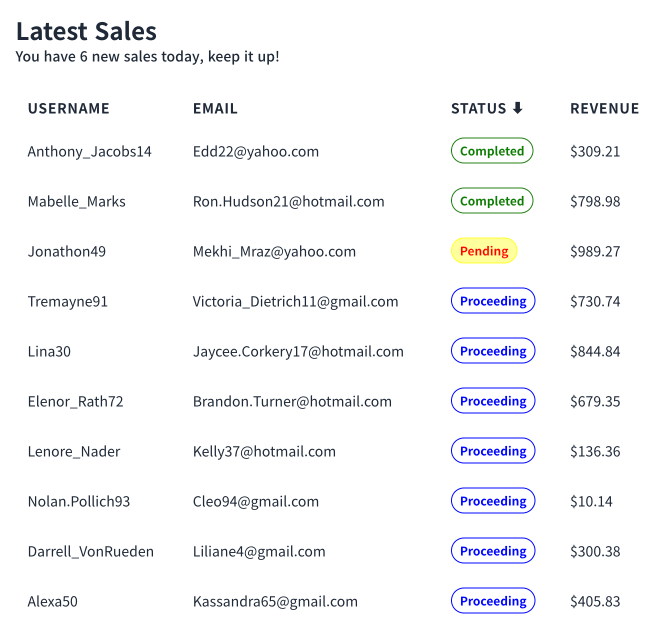 Latest Sales
You have 6 new sales today, keep it up!
USERNAME EMAIL STATUS ⬇ REVENUE
Anthony_Jacobs14 Edd22@yahoo.com Completed $309.21
Mabelle_Marks Ron.Hudson21@hotmail.com Completed $798.98
Jonathon49 Mekhi_Mraz@yahoo.com Pending $989.27
Tremayne91 Victoria_Dietrich11@gmail.com Proceeding $730.74
Lina30 Jaycee.Corkery17@hotmail.com Proceeding $844.84
Elenor_Rath72 Brandon.Turner@hotmail.com Proceeding $679.35
Lenore_Nader Kelly37@hotmail.com Proceeding $136.36
Nolan.Pollich93 Cleo94@gmail.com Proceeding $10.14
Darrell_VonRueden Liliane4@gmail.com Proceeding $300.38
Alexa50 Kassandra65@gmail.com Proceeding $405.83